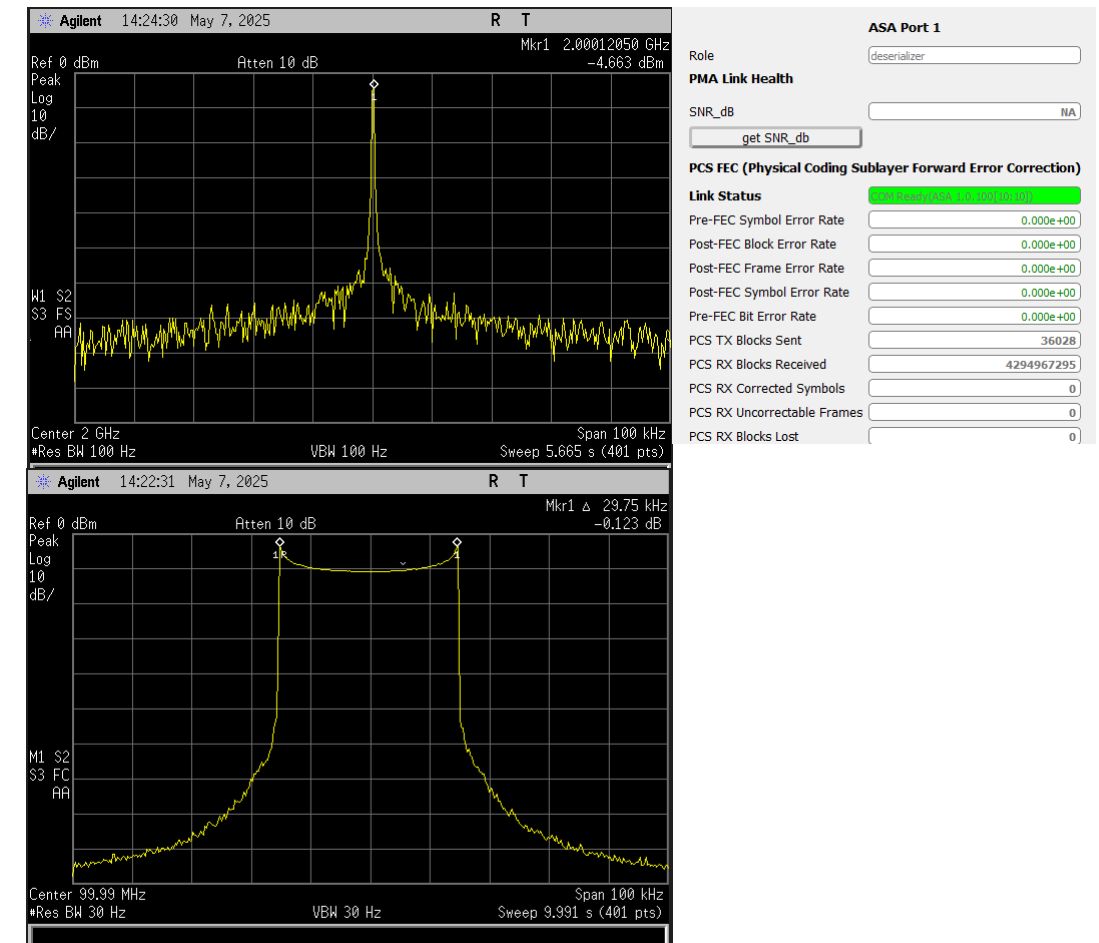 Agilent 14:24:30 May 7, 2025 R T
Mkr1 2.00012050 GHz
Ref 0 dBm Atten 10 dB -4.663 dBm
Peak
Log
10
dB/
1
W1 S2
S3 FS
AA
Center 2 GHz Span 100 kHz
#Res BW 100 Hz VBW 100 Hz Sweep 5.665 s (401 pts)
ASA Port 1
Role deserializer
PMA Link Health
SNR_dB NA
get SNR_db
PCS FEC (Physical Coding Sublayer Forward Error Correction)
Link Status COM Ready(ASA 1.0, 100[10:10])
Pre-FEC Symbol Error Rate 0.000e+00
Post-FEC Block Error Rate 0.000e+00
Post-FEC Frame Error Rate 0.000e+00
Post-FEC Symbol Error Rate 0.000e+00
Pre-FEC Bit Error Rate 0.000e+00
PCS TX Blocks Sent 36028
PCS RX Blocks Received 4294967295
PCS RX Corrected Symbols 0
PCS RX Uncorrectable Frames 0
PCS RX Blocks Lost 0
Agilent 14:22:31 May 7, 2025 R T
Mkr1 Δ 29.75 kHz
Ref 0 dBm Atten 10 dB -0.123 dB
Peak
Log
10
dB/
1R 1
M1 S2
S3 FC
AA
Center 99.99 MHz Span 100 kHz
#Res BW 30 Hz VBW 30 Hz Sweep 9.991 s (401 pts)